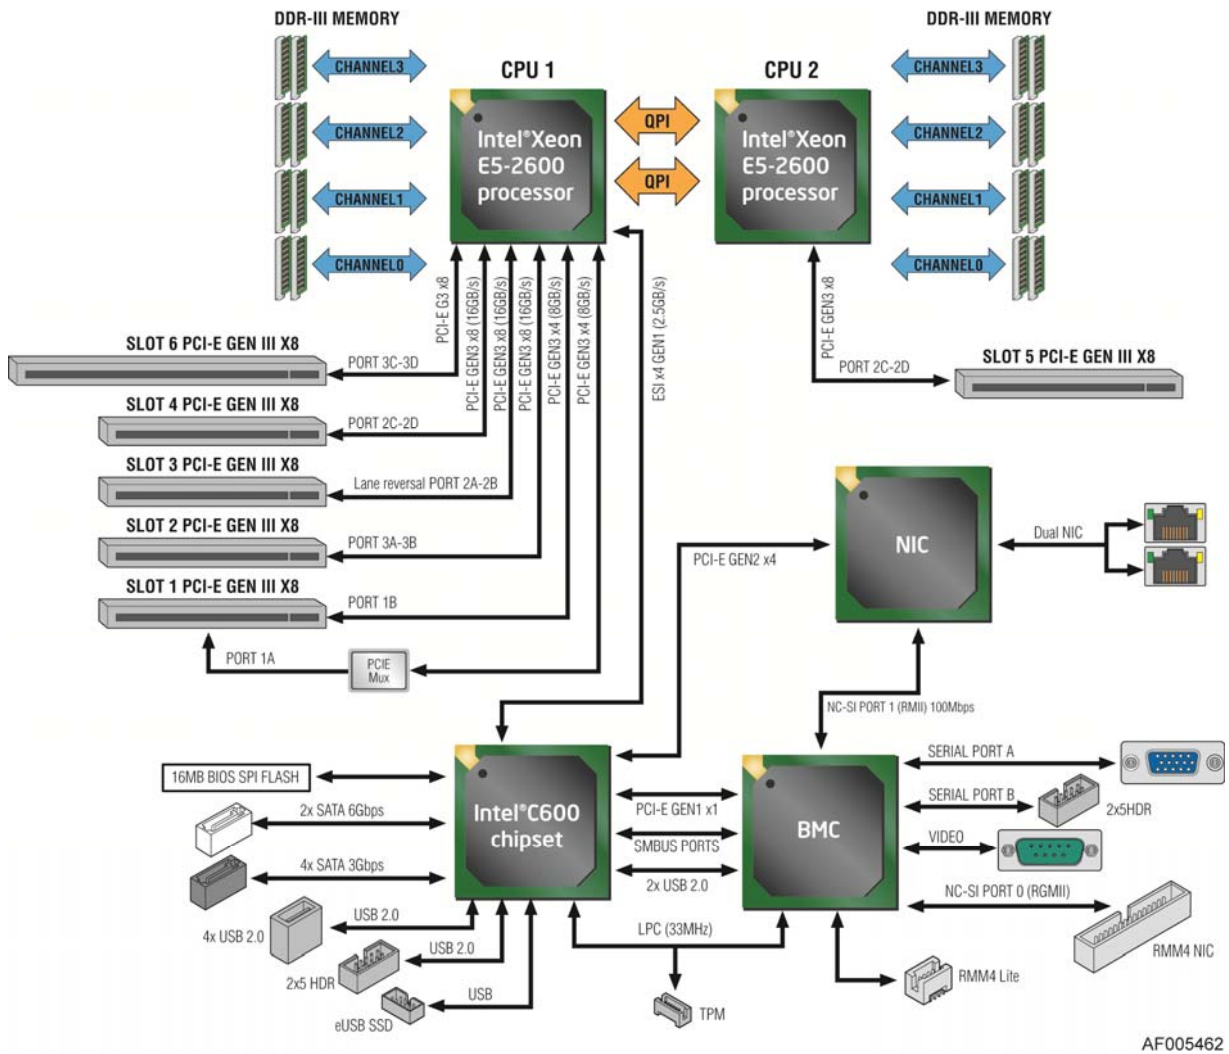 DDR-III MEMORY
DDR-III MEMORY
CHANNEL3
CHANNEL2
CHANNEL1
CHANNEL0
CPU 1
Intel®Xeon
E5-2600
processor
QPI
QPI
CPU 2
Intel®Xeon
E5-2600
processor
CHANNEL3
CHANNEL2
CHANNEL1
CHANNEL0
PCI-E G3 x8
PCI-E GEN3 x8 (16GB/s)
PCI-E GEN3 x8 (16GB/s)
PCI-E GEN3 x8 (16GB/s)
PCI-E GEN3 x4 (8GB/s)
PCI-E GEN3 x4 (8GB/s)
ESI x4 GEN1 (2.5GB/s)
PCI-E GEN3 x8
SLOT 6 PCI-E GEN III X8
PORT 3C-3D
SLOT 4 PCI-E GEN III X8
PORT 2C-2D
SLOT 3 PCI-E GEN III X8
Lane reversal PORT 2A-2B
SLOT 2 PCI-E GEN III X8
PORT 3A-3B
SLOT 1 PCI-E GEN III X8
PORT 1B
PORT 1A
PCIE
Mux
SLOT 5 PCI-E GEN III X8
PORT 2C-2D
NIC
Dual NIC
PCI-E GEN2 x4
NC-SI PORT 1 (RMII) 100Mbps
16MB BIOS SPI FLASH
2x SATA 6Gbps
4x SATA 3Gbps
USB 2.0
4x USB 2.0
USB 2.0
2x5 HDR
USB
eUSB SSD
Intel®C600
chipset
PCI-E GEN1 x1
SMBUS PORTS
2x USB 2.0
LPC (33MHz)
TPM
BMC
SERIAL PORT A
SERIAL PORT B
2x5HDR
VIDEO
NC-SI PORT 0 (RGMII)
RMM4 NIC
RMM4 Lite
AF005462